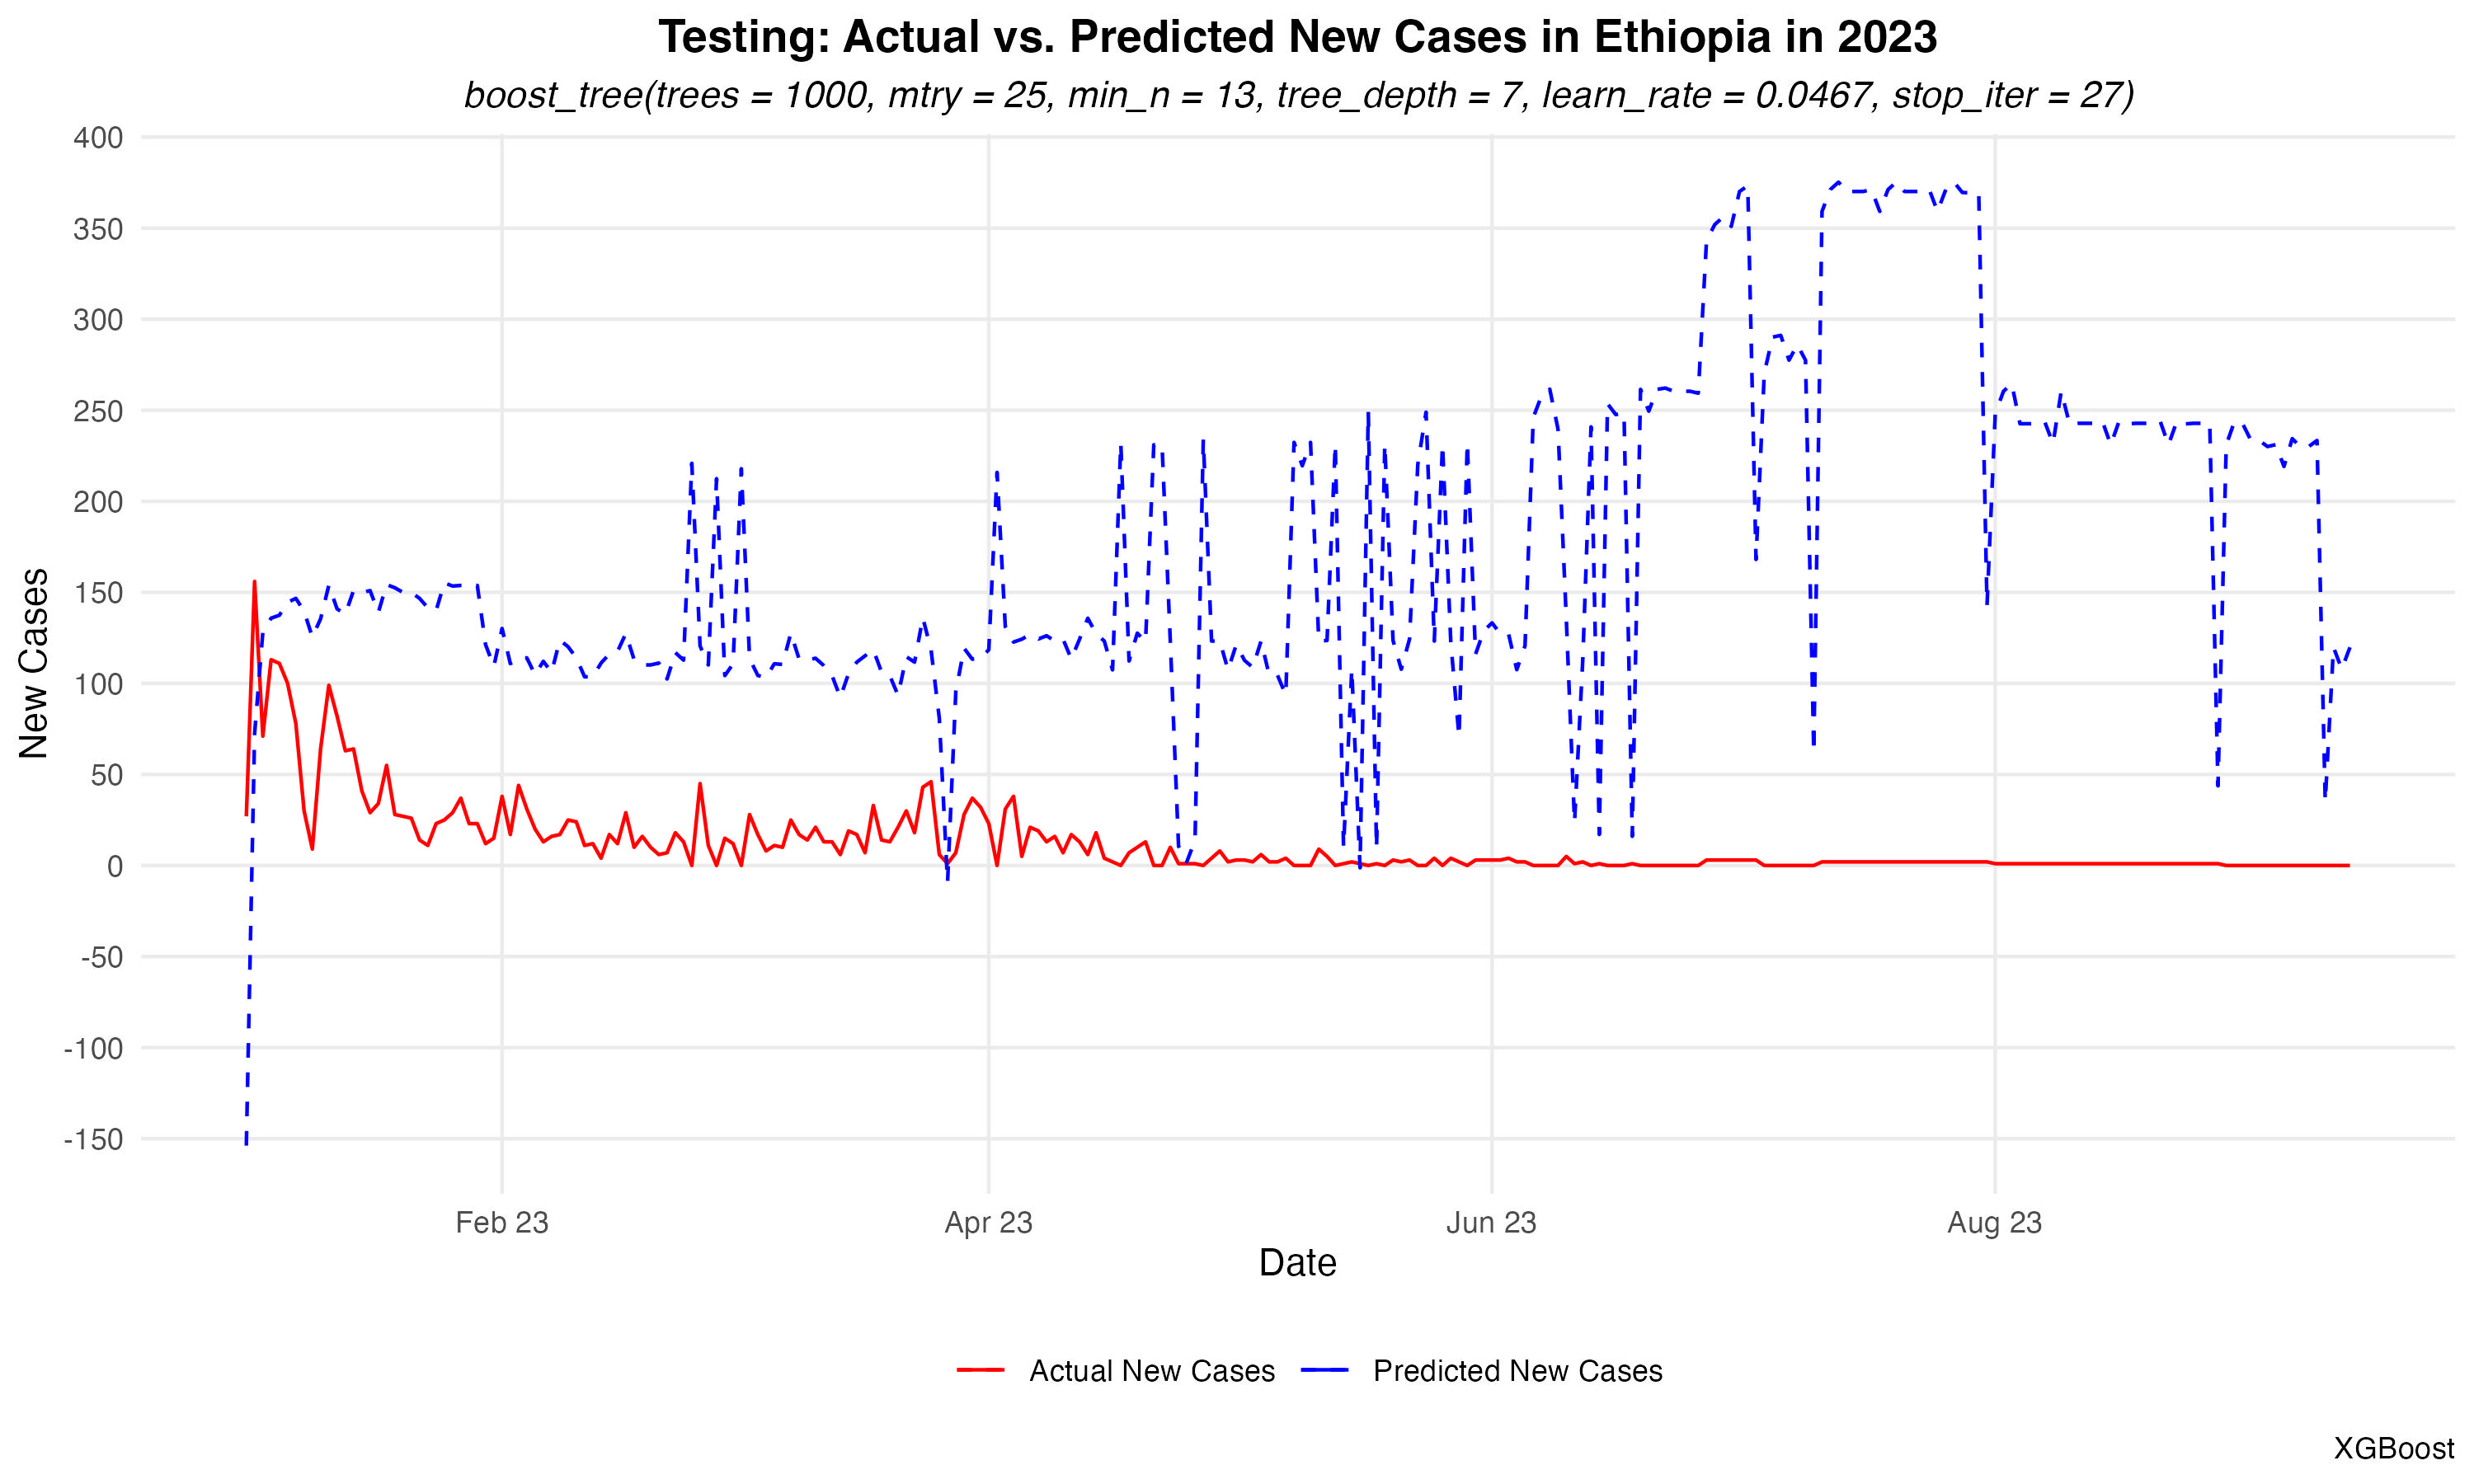 Testing: Actual vs. Predicted New Cases in Ethiopia in 2023
boost_tree(trees = 1000, mtry = 25, min_n = 13, tree_depth = 7, learn_rate = 0.0467, stop_iter = 27)
400
350
300
250
200
150
100
50
0
-50
-100
-150
New Cases
Feb 23 Apr 23 Jun 23 Aug 23
Date
Actual New Cases Predicted New Cases
XGBoost